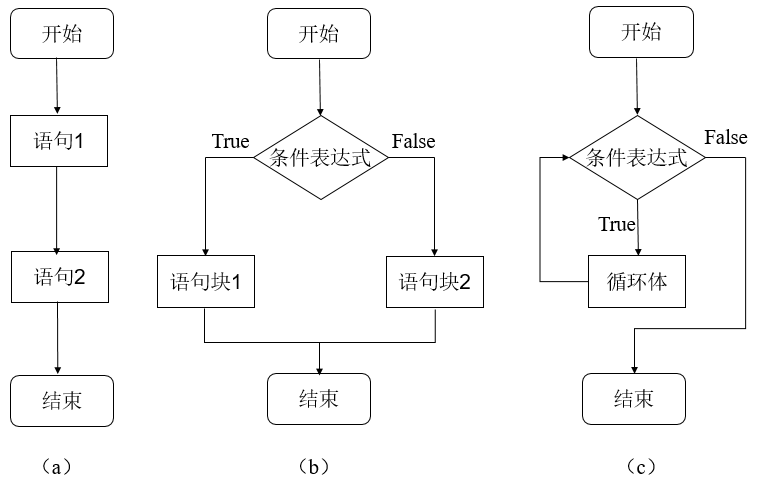 开始
语句1
语句2
结束
（a）
开始
True
False
条件表达式
语句块1
语句块2
结束
（b）
开始
False
条件表达式
True
循环体
结束
（c）